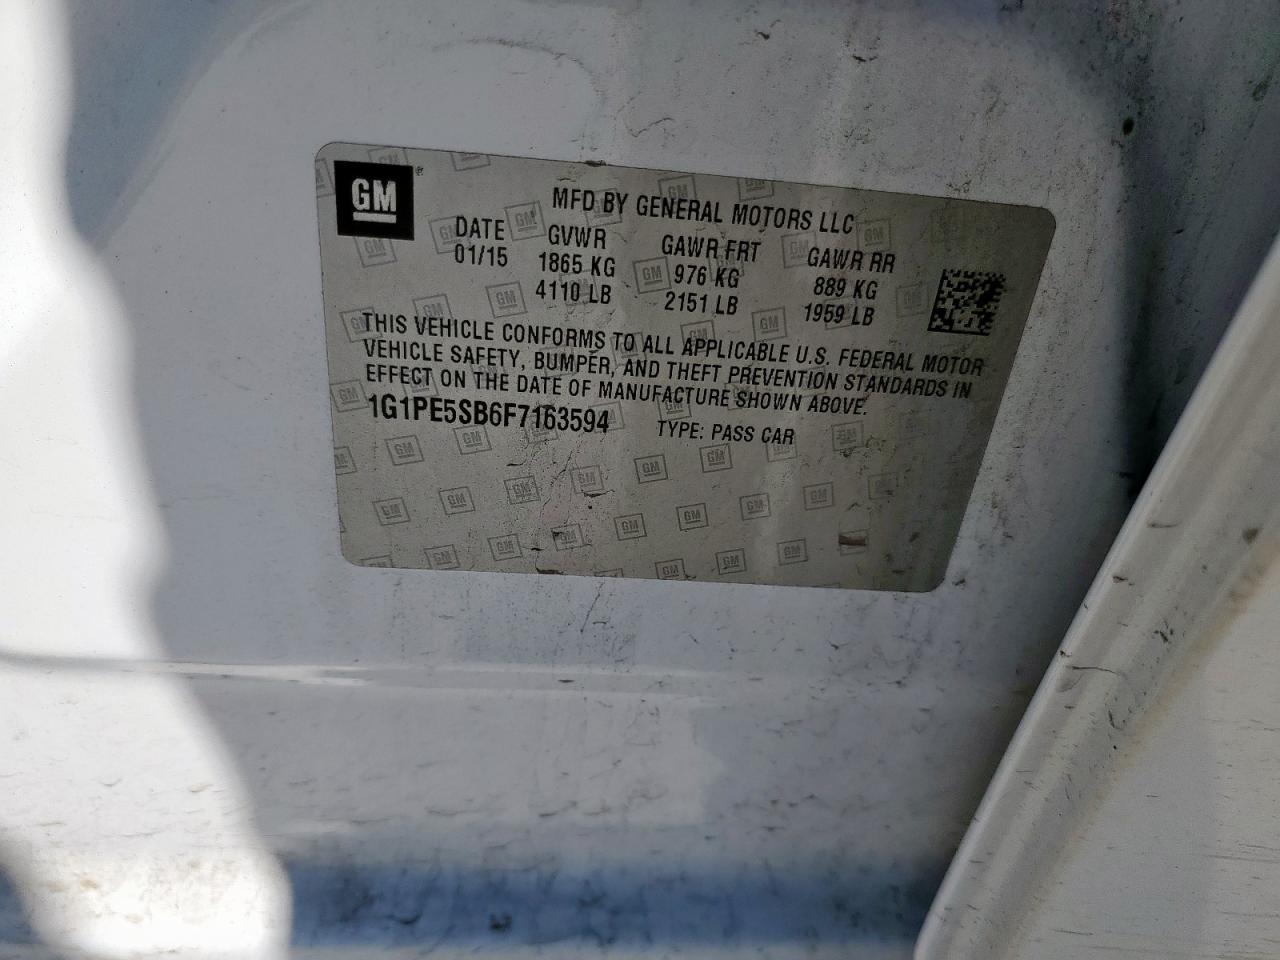 GM
MFD BY GENERAL MOTORS LLC
DATE GVWR GAWR FRT GAWR RR
01/15 1865 KG 976 KG 889 KG
4110 LB 2151 LB 1959 LB
THIS VEHICLE CONFORMS TO ALL APPLICABLE U.S. FEDERAL MOTOR
VEHICLE SAFETY, BUMPER, AND THEFT PREVENTION STANDARDS IN
EFFECT ON THE DATE OF MANUFACTURE SHOWN ABOVE.
1G1PE5SB6F7163594 TYPE: PASS CAR